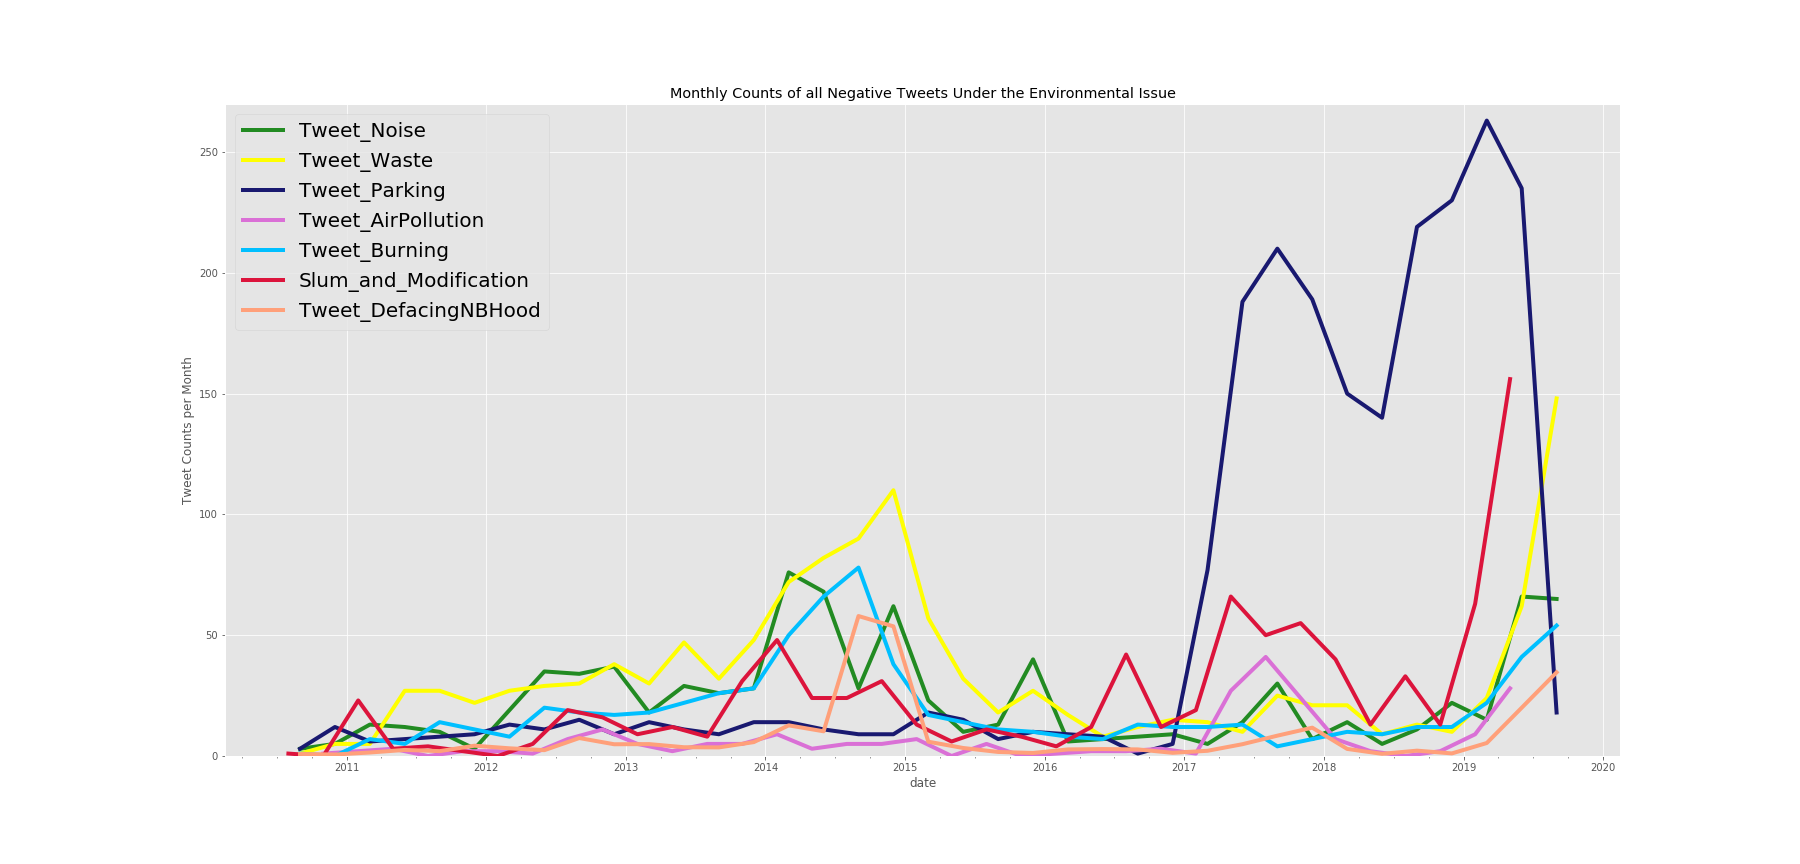 Monthly Counts of all Negative Tweets Under the Environmental Issue
Tweet_Noise
Tweet_Waste
Tweet_Parking
Tweet_AirPollution
Tweet_Burning
Slum_and_Modification
Tweet_DefacingNBHood
Tweet Counts per Month
250
200
150
100
50
0
2011 2012 2013 2014 2015 2016 2017 2018 2019 2020
date